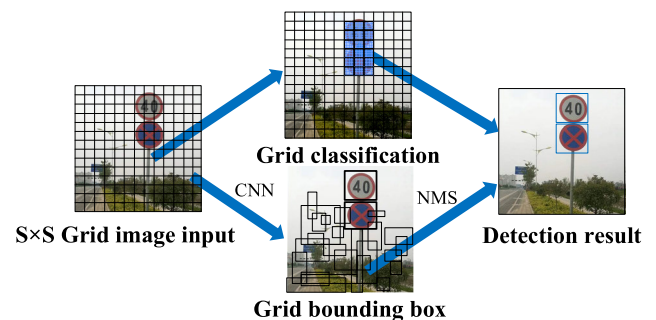 40
S×S Grid image input
Grid classification
CNN
40
Grid bounding box
NMS
40
Detection result